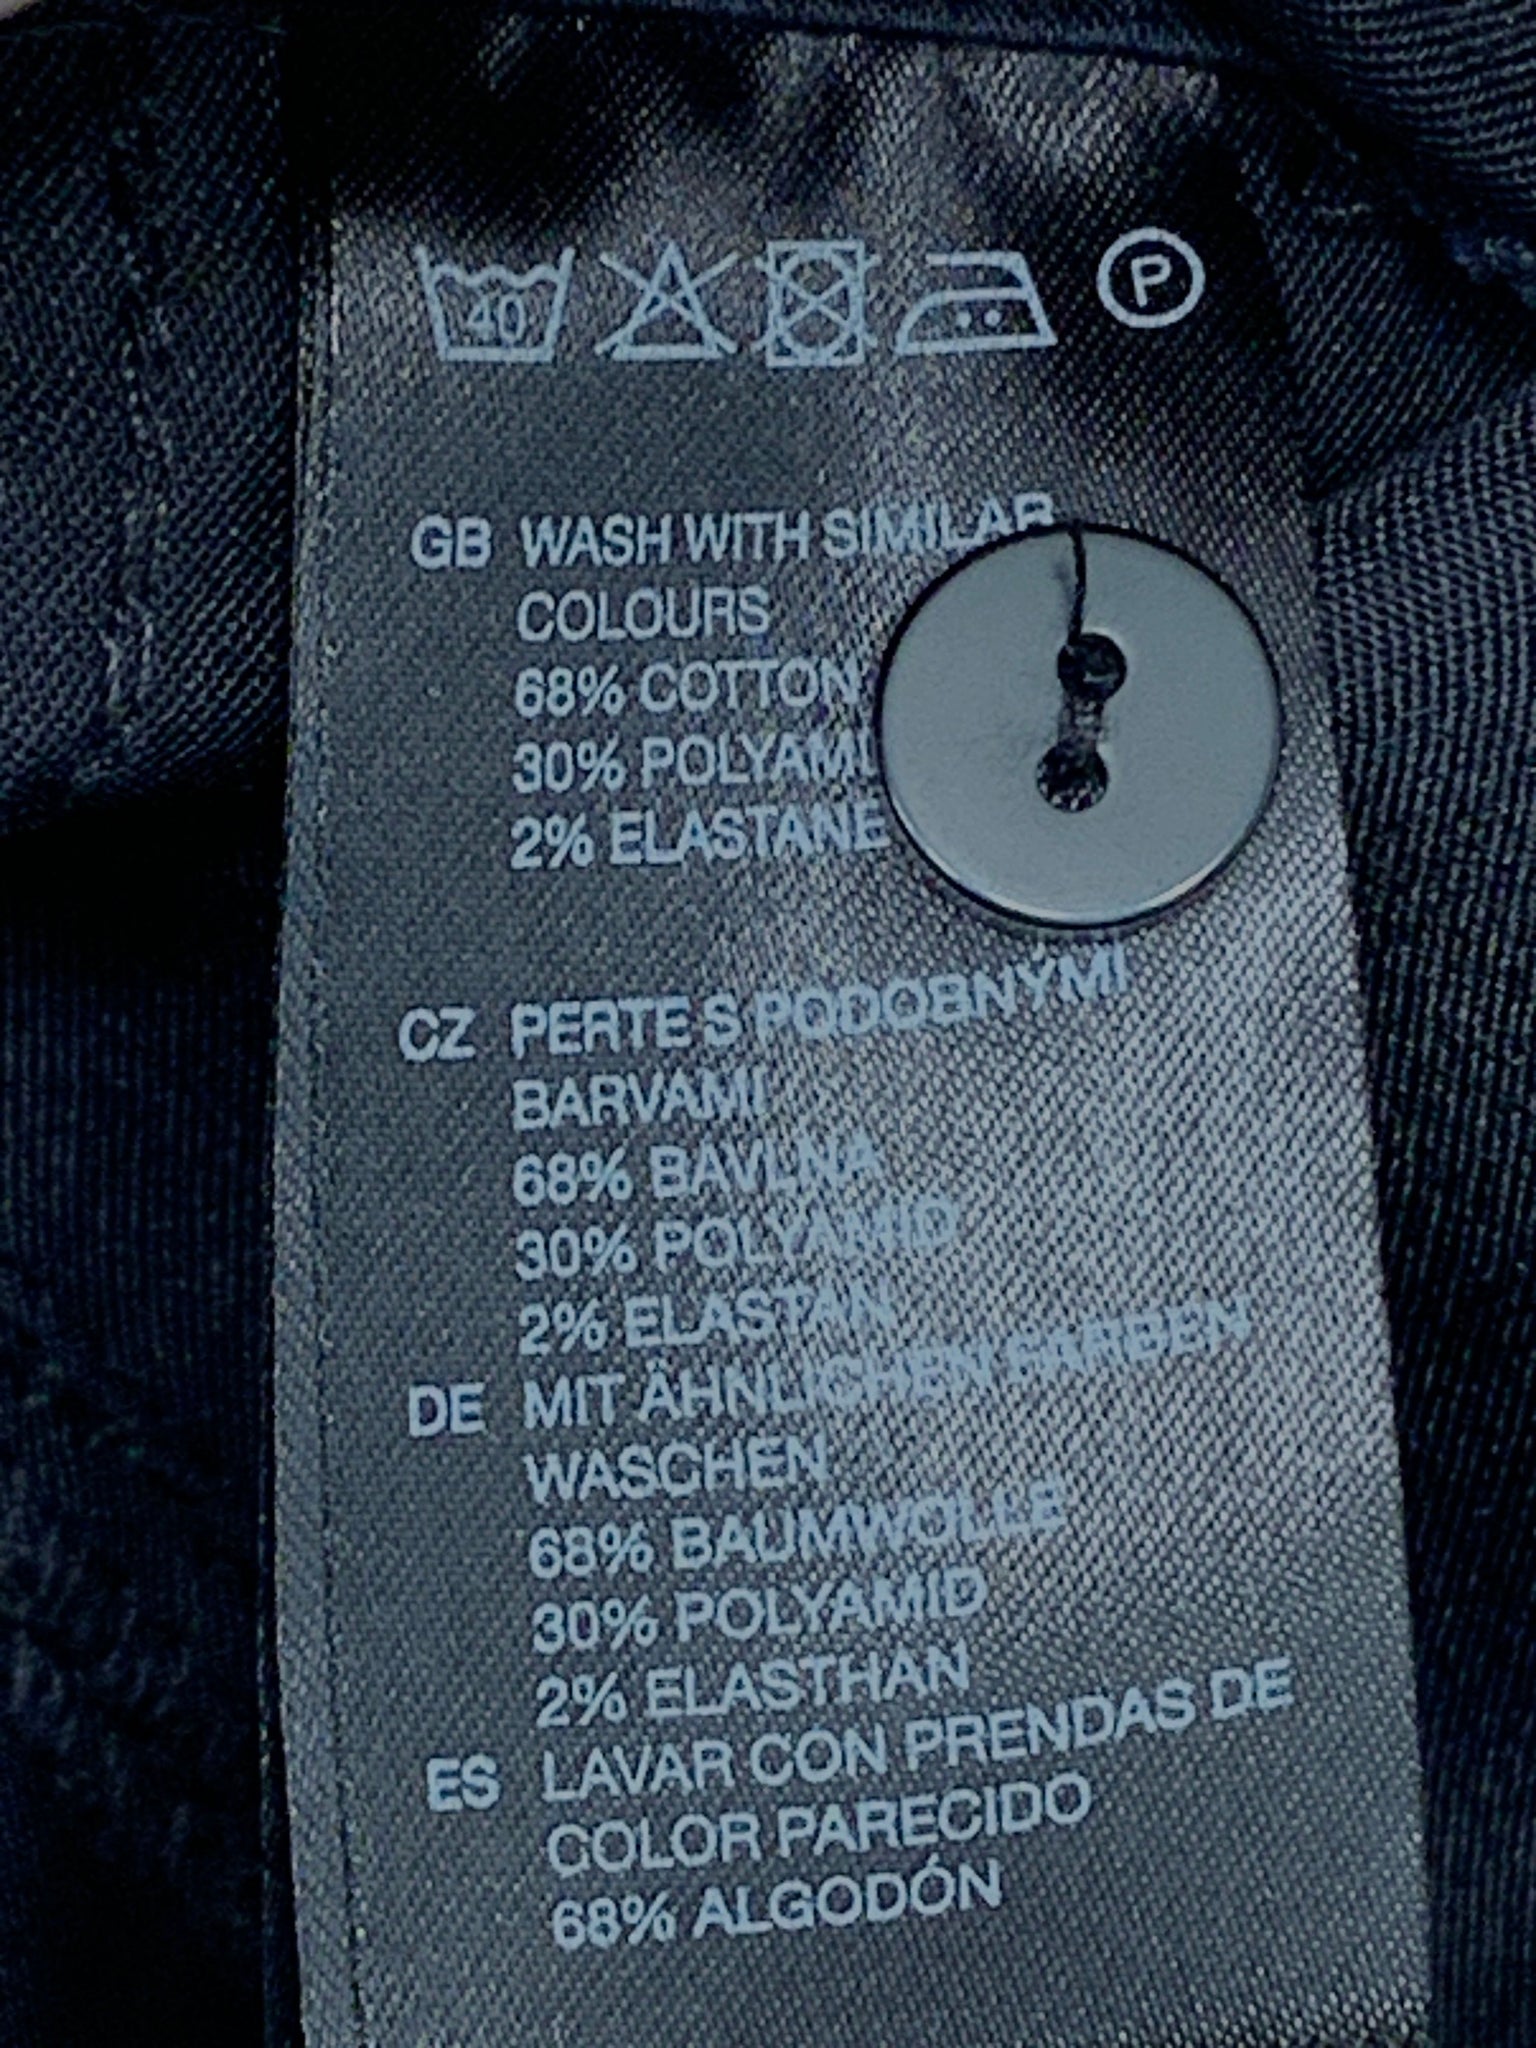 40 P
GB WASH WITH SIMILAR
COLOURS
68% COTTON
30%
2% ELASTANE
CZ PERTE S PODOBNÝMI
BARVAMI
68% BAVLNA
30% POLYAMID
2% ELASTAN
DE MIT ÄHNLICHEN FARBEN
WASCHEN
68% BAUMWOLLE
30% POLYAMID
2% ELASTHAN
ES LAVAR CON PRENDAS DE
COLOR PARECIDO
68% ALGODÓN